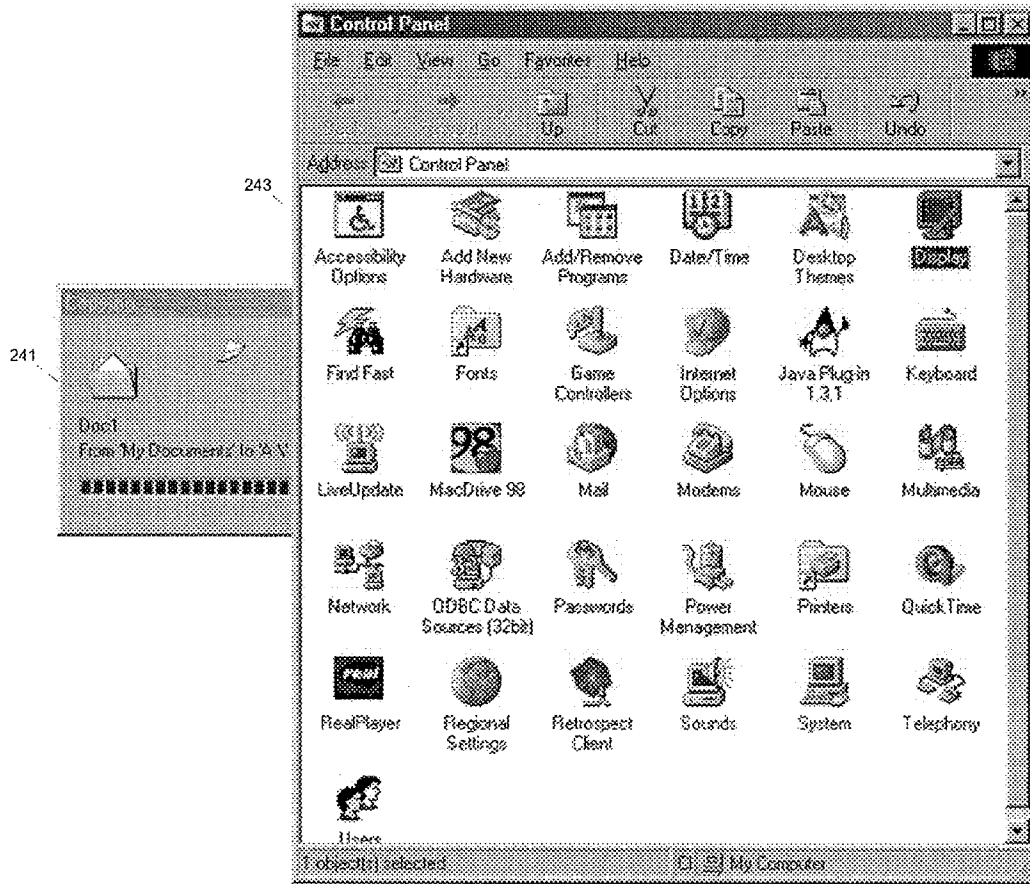 Control Panel
File Edit View Go Favorites Help
Up Cut Copy Paste Undo
Address Control Panel
243
Accessibility Options
Add New Hardware
Add/Remove Programs
Date/Time
Desktop Themes
Display
241
Doc1
From 'My Documents' to 'A:\'
Find Fast
Fonts
Game Controllers
Internet Options
Java Plug-in 1.3.1
Keyboard
LiveUpdate
MacDrive 98
Mail
Modems
Mouse
Multimedia
Network
ODBC Data Sources (32bit)
Passwords
Power Management
Printers
QuickTime
real
RealPlayer
Regional Settings
Retrospect Client
Sounds
System
Telephony
Users
1 object(s) selected
My Computer